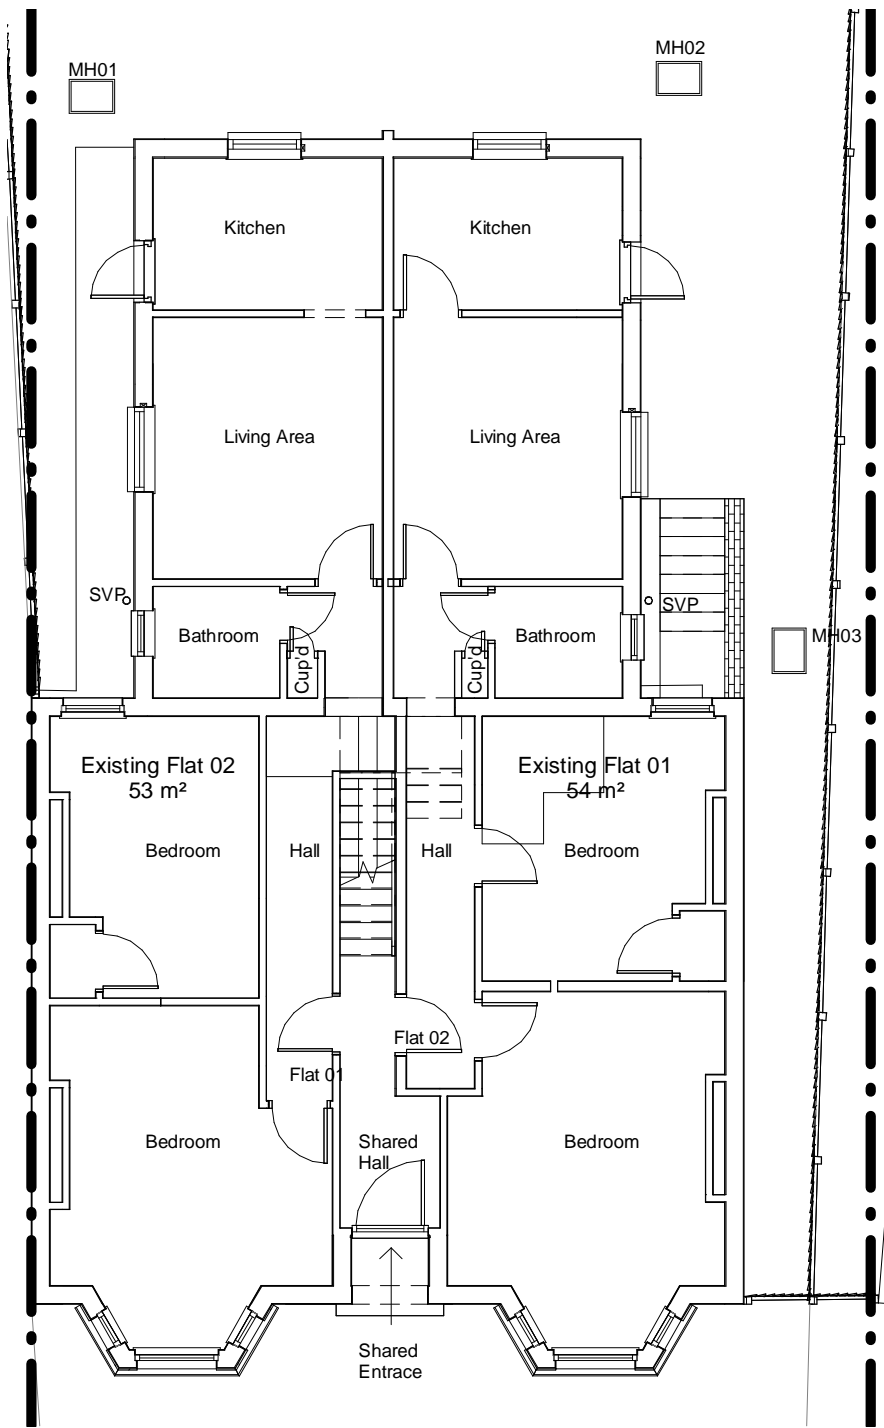 MH02
MH01
Kitchen
Kitchen
Living Area
Living Area
SVP
SVP
Bathroom
Bathroom
MH03
Cup'd
Cup'd
Existing Flat 02
53 m²
Existing Flat 01
54 m²
Bedroom
Hall
Hall
Bedroom
Flat 02
Flat 01
Bedroom
Shared
Hall
Bedroom
Shared
Entrace